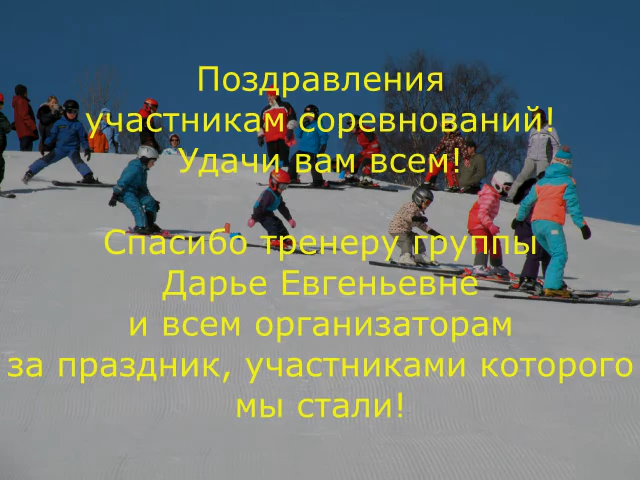 Поздравления
участникам соревнований!
Удачи вам всем!
Спасибо тренеру группы
Дарье Евгеньевне
и всем организаторам
за праздник, участниками которого
мы стали!